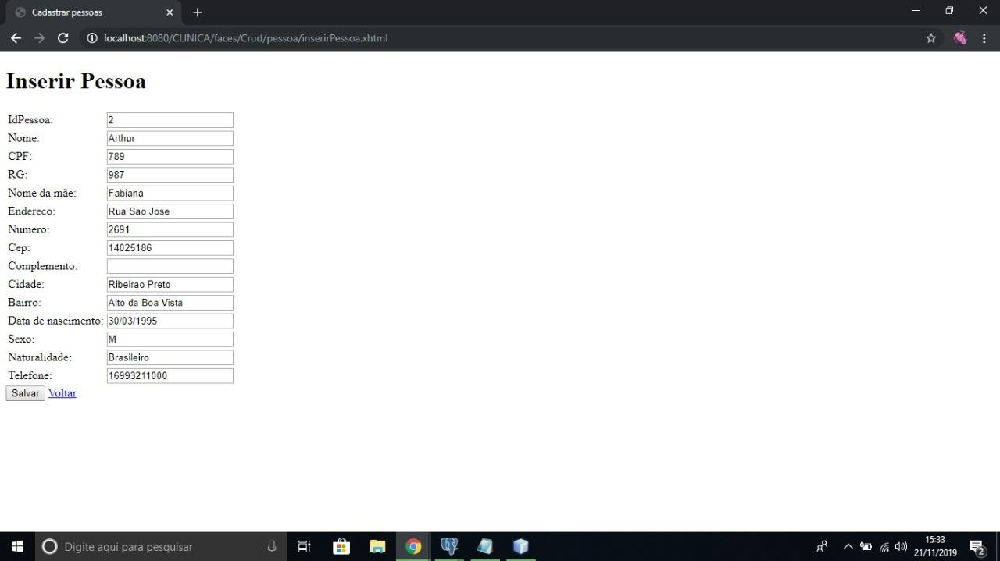 Cadastrar pessoas
localhost:8080/CLINICA/faces/Crud/pessoa/inserirPessoa.xhtml
Inserir Pessoa
IdPessoa: 2
Nome: Arthur
CPF: 789
RG: 987
Nome da mãe: Fabiana
Endereco: Rua Sao Jose
Numero: 2691
Cep: 14025186
Complemento:
Cidade: Ribeirao Preto
Bairro: Alto da Boa Vista
Data de nascimento: 30/03/1995
Sexo: M
Naturalidade: Brasileiro
Telefone: 16993211000
Salvar Voltar
Digite aqui para pesquisar
15:33
21/11/2019
2